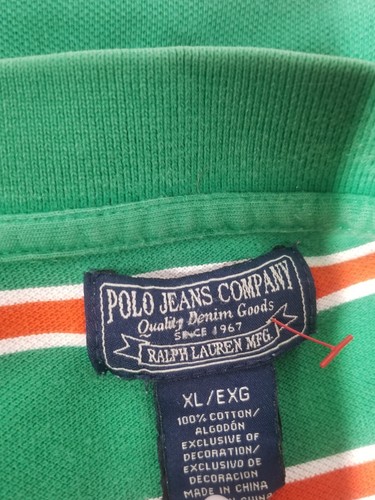 POLO JEANS COMPANY
Quality Denim Goods
SINCE 1967
RALPH LAUREN MFG.
XL/EXG
100% COTTON/
ALGODÓN
EXCLUSIVE OF
DECORATION/
EXCLUSIVO DE
DECORACION
MADE IN CHINA